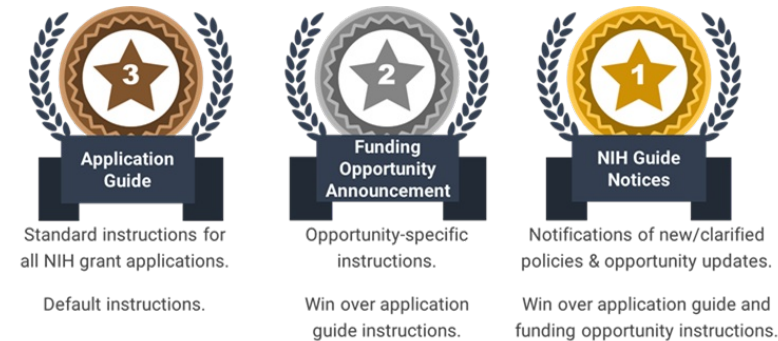 3
Application
Guide
Standard instructions for
all NIH grant applications.
Default instructions.
2
Funding
Opportunity
Announcement
Opportunity-specific
instructions.
Win over application
guide instructions.
1
NIH Guide
Notices
Notifications of new/clarified
policies & opportunity updates.
Win over application guide and
funding opportunity instructions.